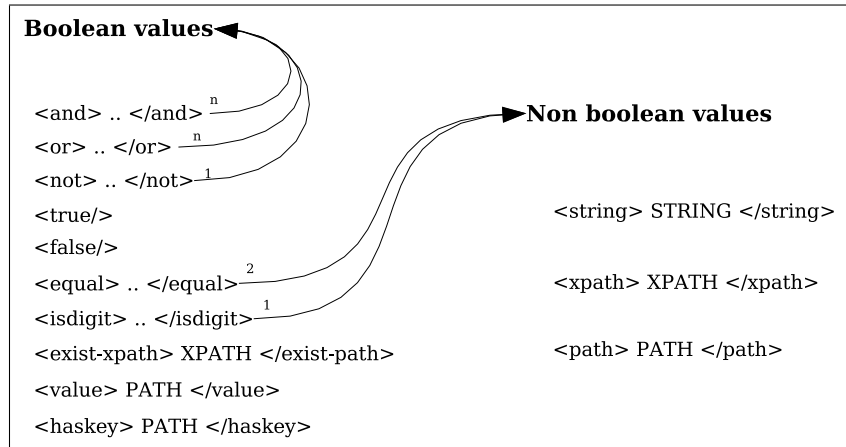 Boolean values
<and> .. </and> n
<or> .. </or> n
<not> .. </not> 1
<true/>
<false/>
<equal> .. </equal> 2
<isdigit> .. </isdigit> 1
<exist-xpath> XPATH </exist-path>
<value> PATH </value>
<haskey> PATH </haskey>
Non boolean values
<string> STRING </string>
<xpath> XPATH </xpath>
<path> PATH </path>